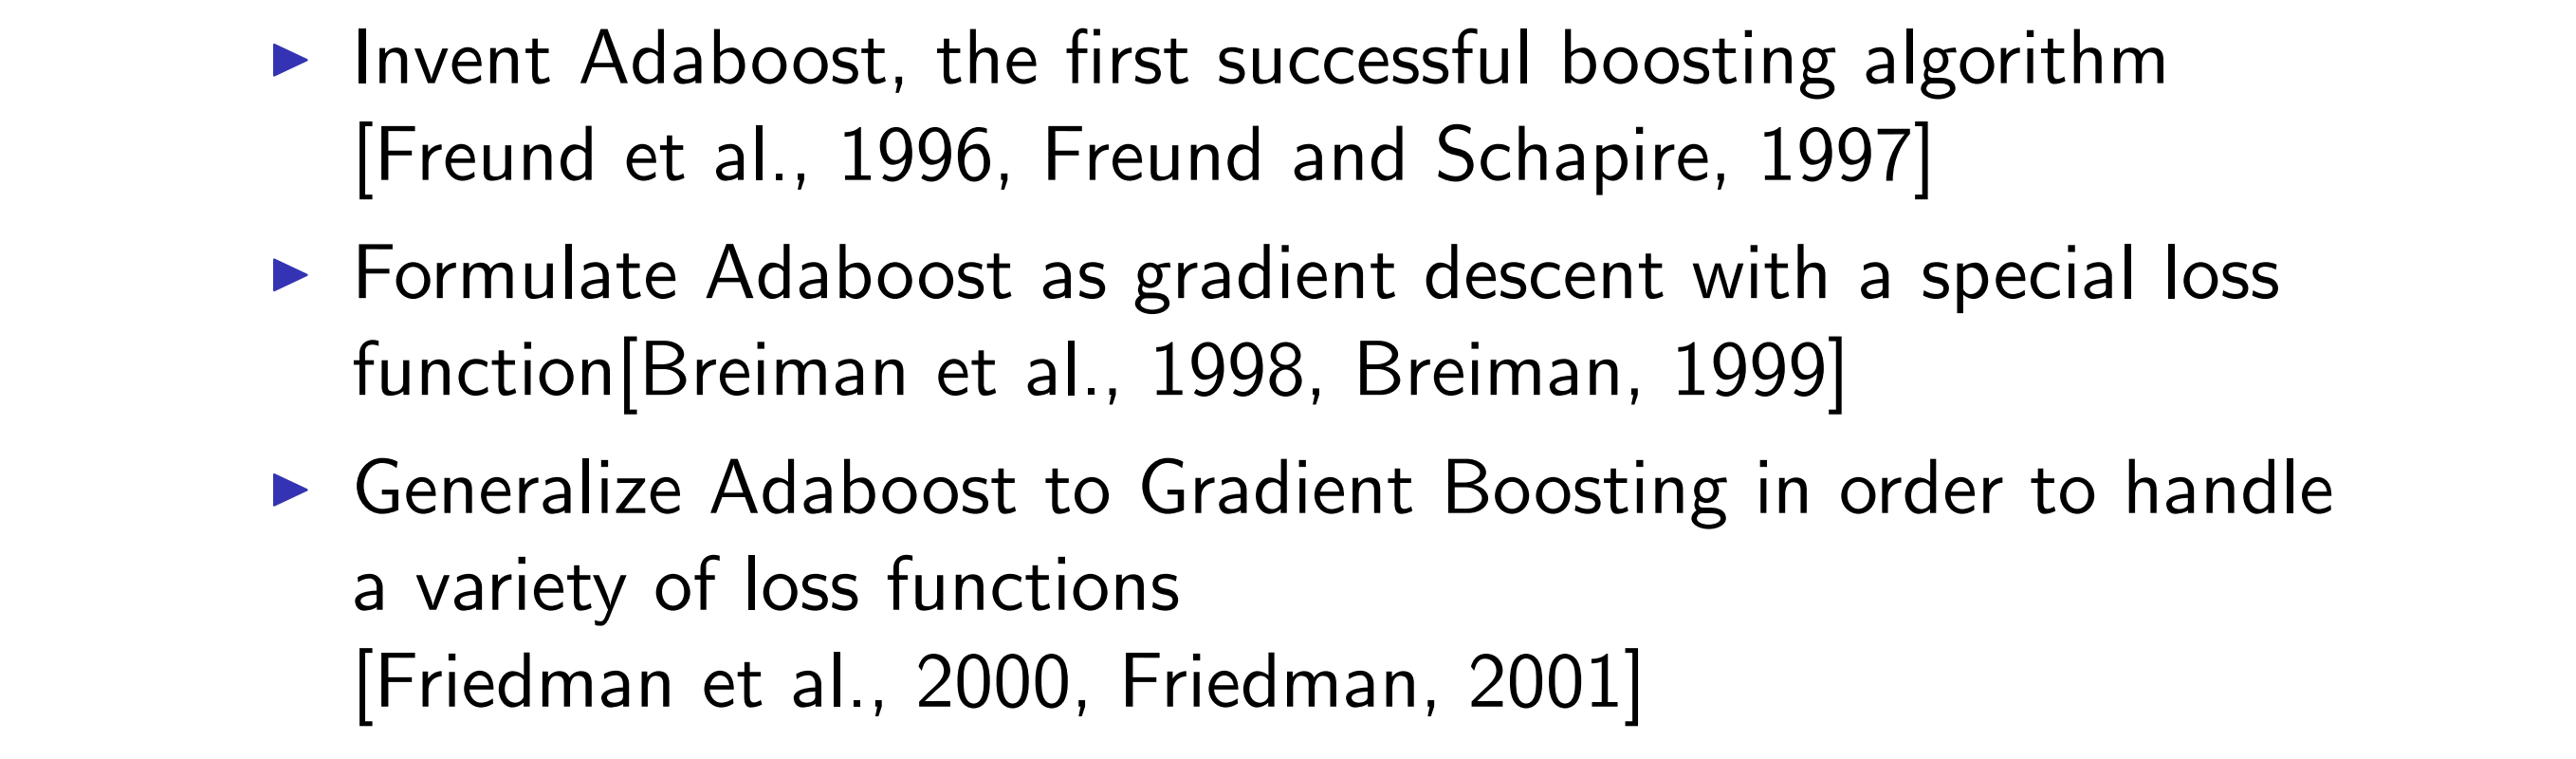 ▶ Invent Adaboost, the first successful boosting algorithm
[Freund et al., 1996, Freund and Schapire, 1997]
▶ Formulate Adaboost as gradient descent with a special loss
function[Breiman et al., 1998, Breiman, 1999]
▶ Generalize Adaboost to Gradient Boosting in order to handle
a variety of loss functions
[Friedman et al., 2000, Friedman, 2001]